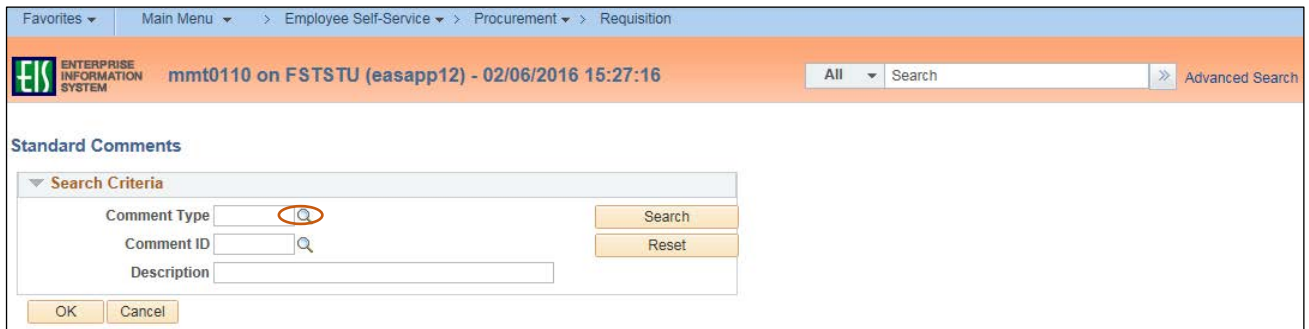 Favorites Main Menu > Employee Self-Service > Procurement > Requisition
EIS ENTERPRISE INFORMATION SYSTEM mmt0110 on FSTSTU (easapp12) - 02/06/2016 15:27:16 All Search » Advanced Search
Standard Comments
Search Criteria
Comment Type Search
Comment ID Reset
Description
OK Cancel